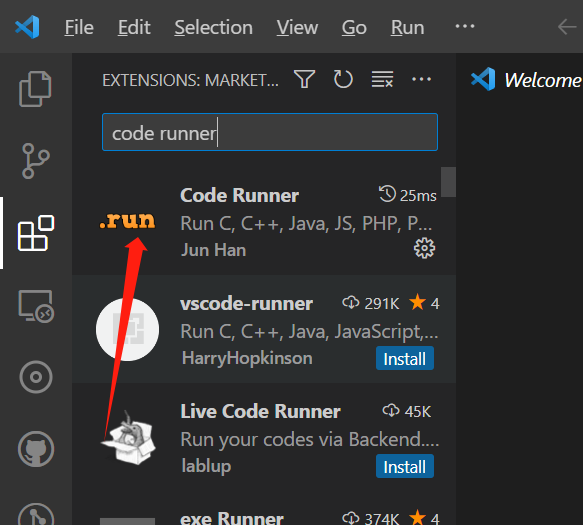 File Edit Selection View Go Run ···
EXTENSIONS: MARKET... ···
Welcome
code runner
Code Runner 25ms
.run
Run C, C++, Java, JS, PHP, P...
Jun Han
vscode-runner 291K 4
Run C, C++, Java, JavaScript,...
HarryHopkinson Install
Live Code Runner 45K
Run your codes via Backend....
lablup Install
exe Runner 374K 4